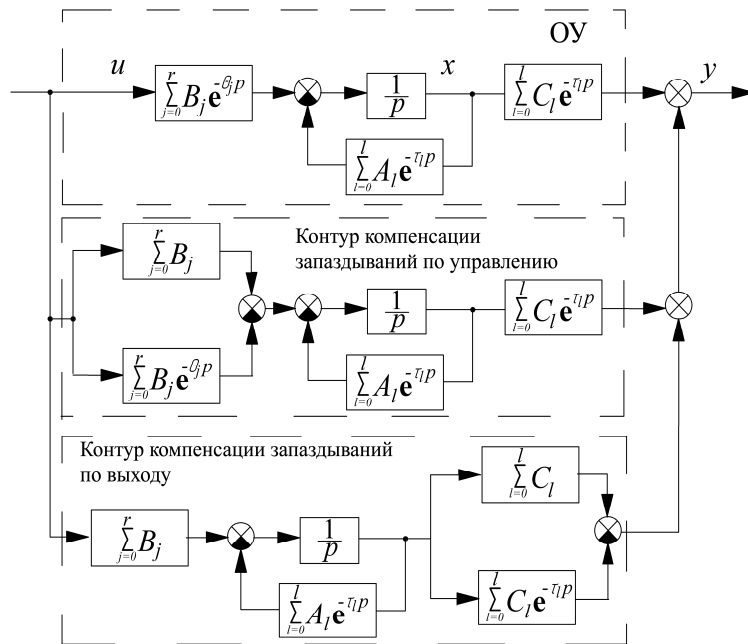 ОУ
u
x
y
r
∑ B_j e^{-θ_j p}
j=0
1/p
l
∑ C_l e^{-τ_l p}
l=0
l
∑ A_l e^{-τ_l p}
l=0
Контур компенсации
запаздываний по управлению
r
∑ B_j
j=0
r
∑ B_j e^{-θ_j p}
j=0
1/p
l
∑ C_l e^{-τ_l p}
l=0
l
∑ A_l e^{-τ_l p}
l=0
Контур компенсации запаздываний
по выходу
r
∑ B_j
j=0
1/p
l
∑ A_l e^{-τ_l p}
l=0
l
∑ C_l
l=0
l
∑ C_l e^{-τ_l p}
l=0